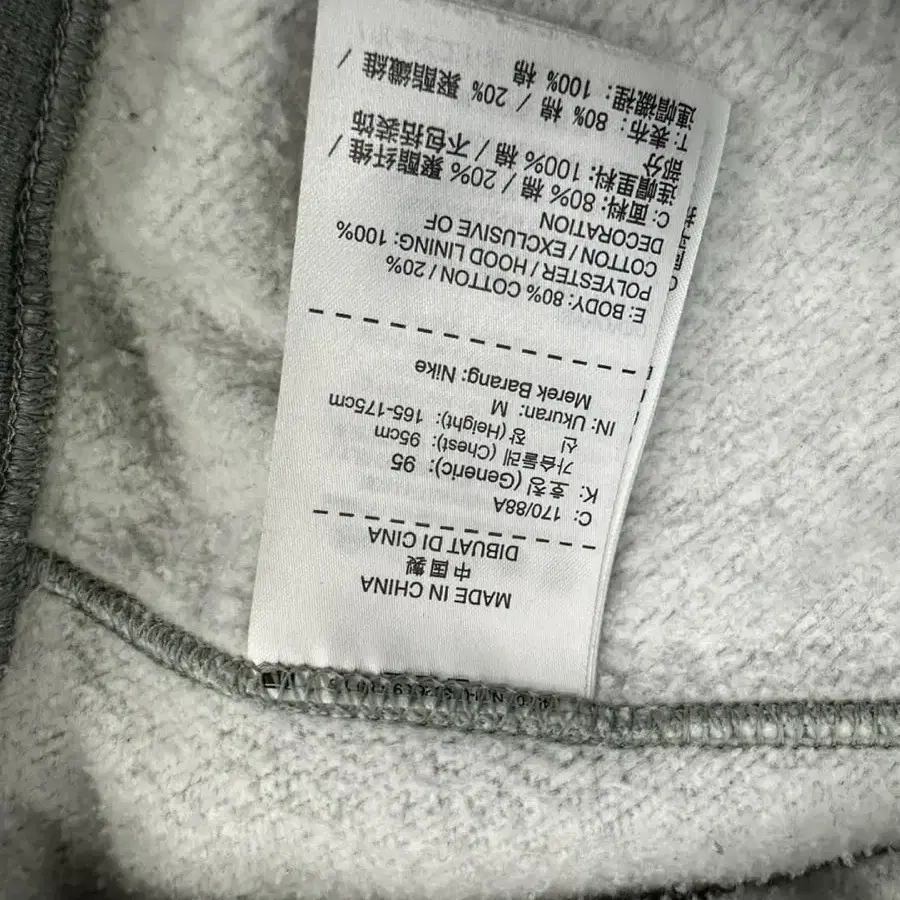 MADE IN CHINA
中国製
DIBUAT DI CINA
C: 170/88A
K: 호칭 (Generic): 95
가슴둘레 (Chest): 95cm
신 장 (Height): 165-175cm
IN: Ukuran: M
Merek Barang: Nike
E: BODY: 80% COTTON / 20%
POLYESTER / HOOD LINING: 100%
COTTON / EXCLUSIVE OF
DECORATION
C: 面料: 80% 棉 / 20% 聚酯纤维 /
连帽里料: 100% 棉 / 不包括装饰
部分
T: 表布: 80% 棉 / 20% 聚酯纖維 /
連帽襯裡: 100% 棉